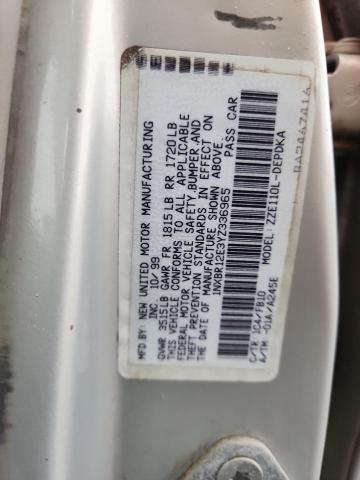 MFD BY: NEW UNITED MOTOR MANUFACTURING
INC. 10/99
GVWR 3515LB GAWR FR 1815LB RR 1720LB
THIS VEHICLE CONFORMS TO ALL APPLICABLE
FEDERAL MOTOR VEHICLE SAFETY,BUMPER,AND
THEFT PREVENTION STANDARDS IN EFFECT ON
THE DATE OF MANUFACTURE SHOWN ABOVE.
1NXBR12E3YZ336965 PASS CAR
C/TR: 1C4/FB10 MODEL: ZZE110L-DEPDKA
A/TM: -01A/A245E
BA2467416